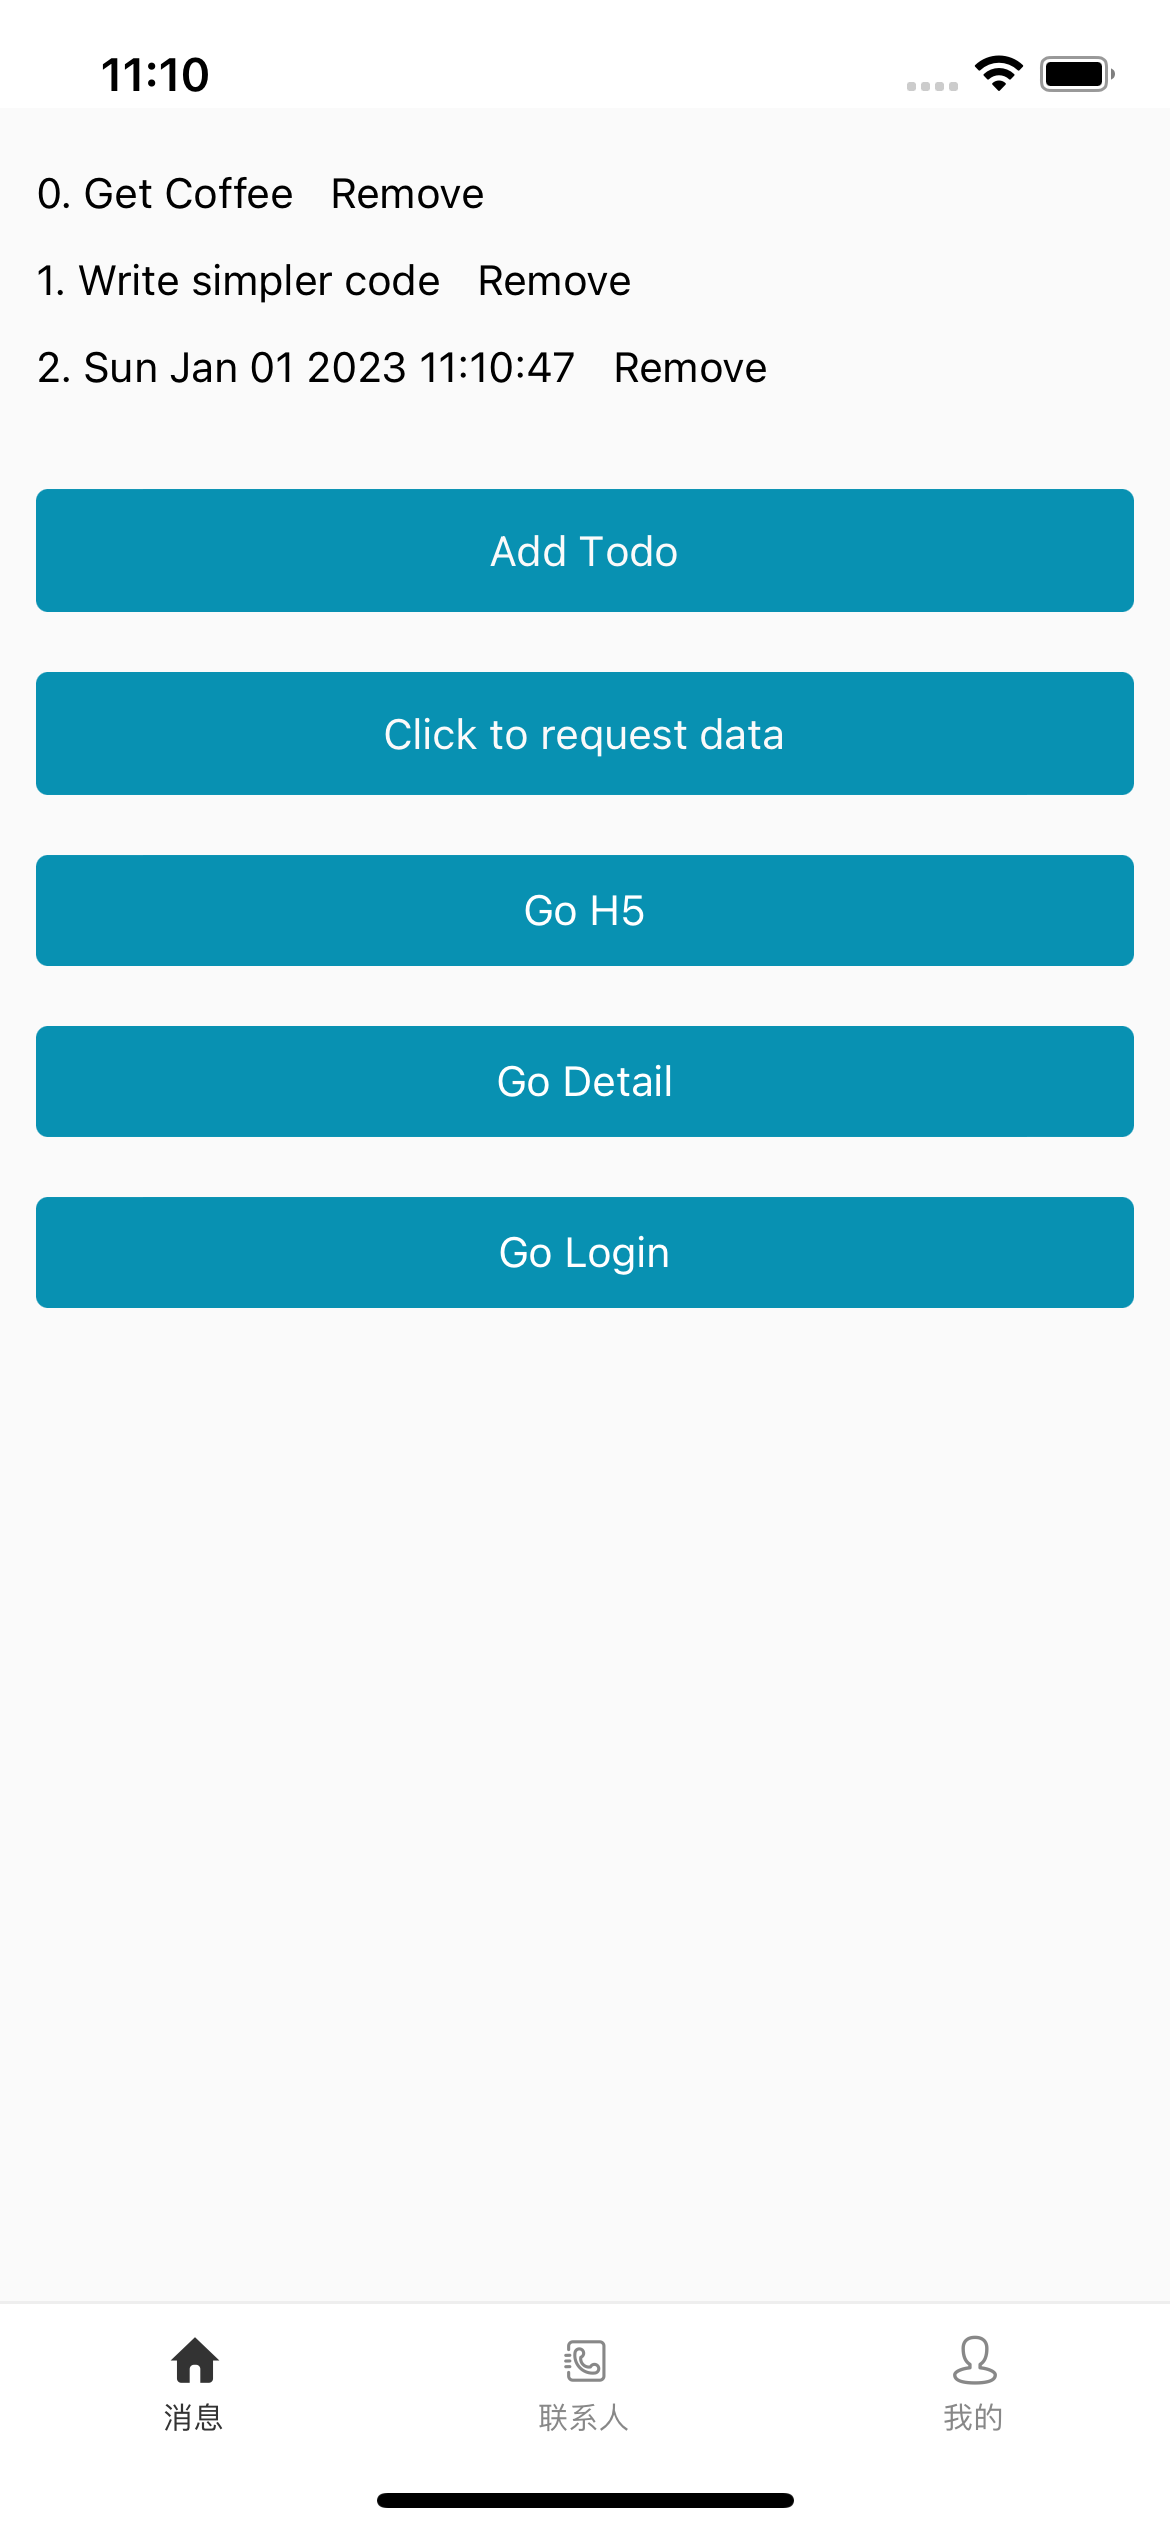 11:10
0. Get Coffee Remove
1. Write simpler code Remove
2. Sun Jan 01 2023 11:10:47 Remove
Add Todo
Click to request data
Go H5
Go Detail
Go Login
消息 联系人 我的